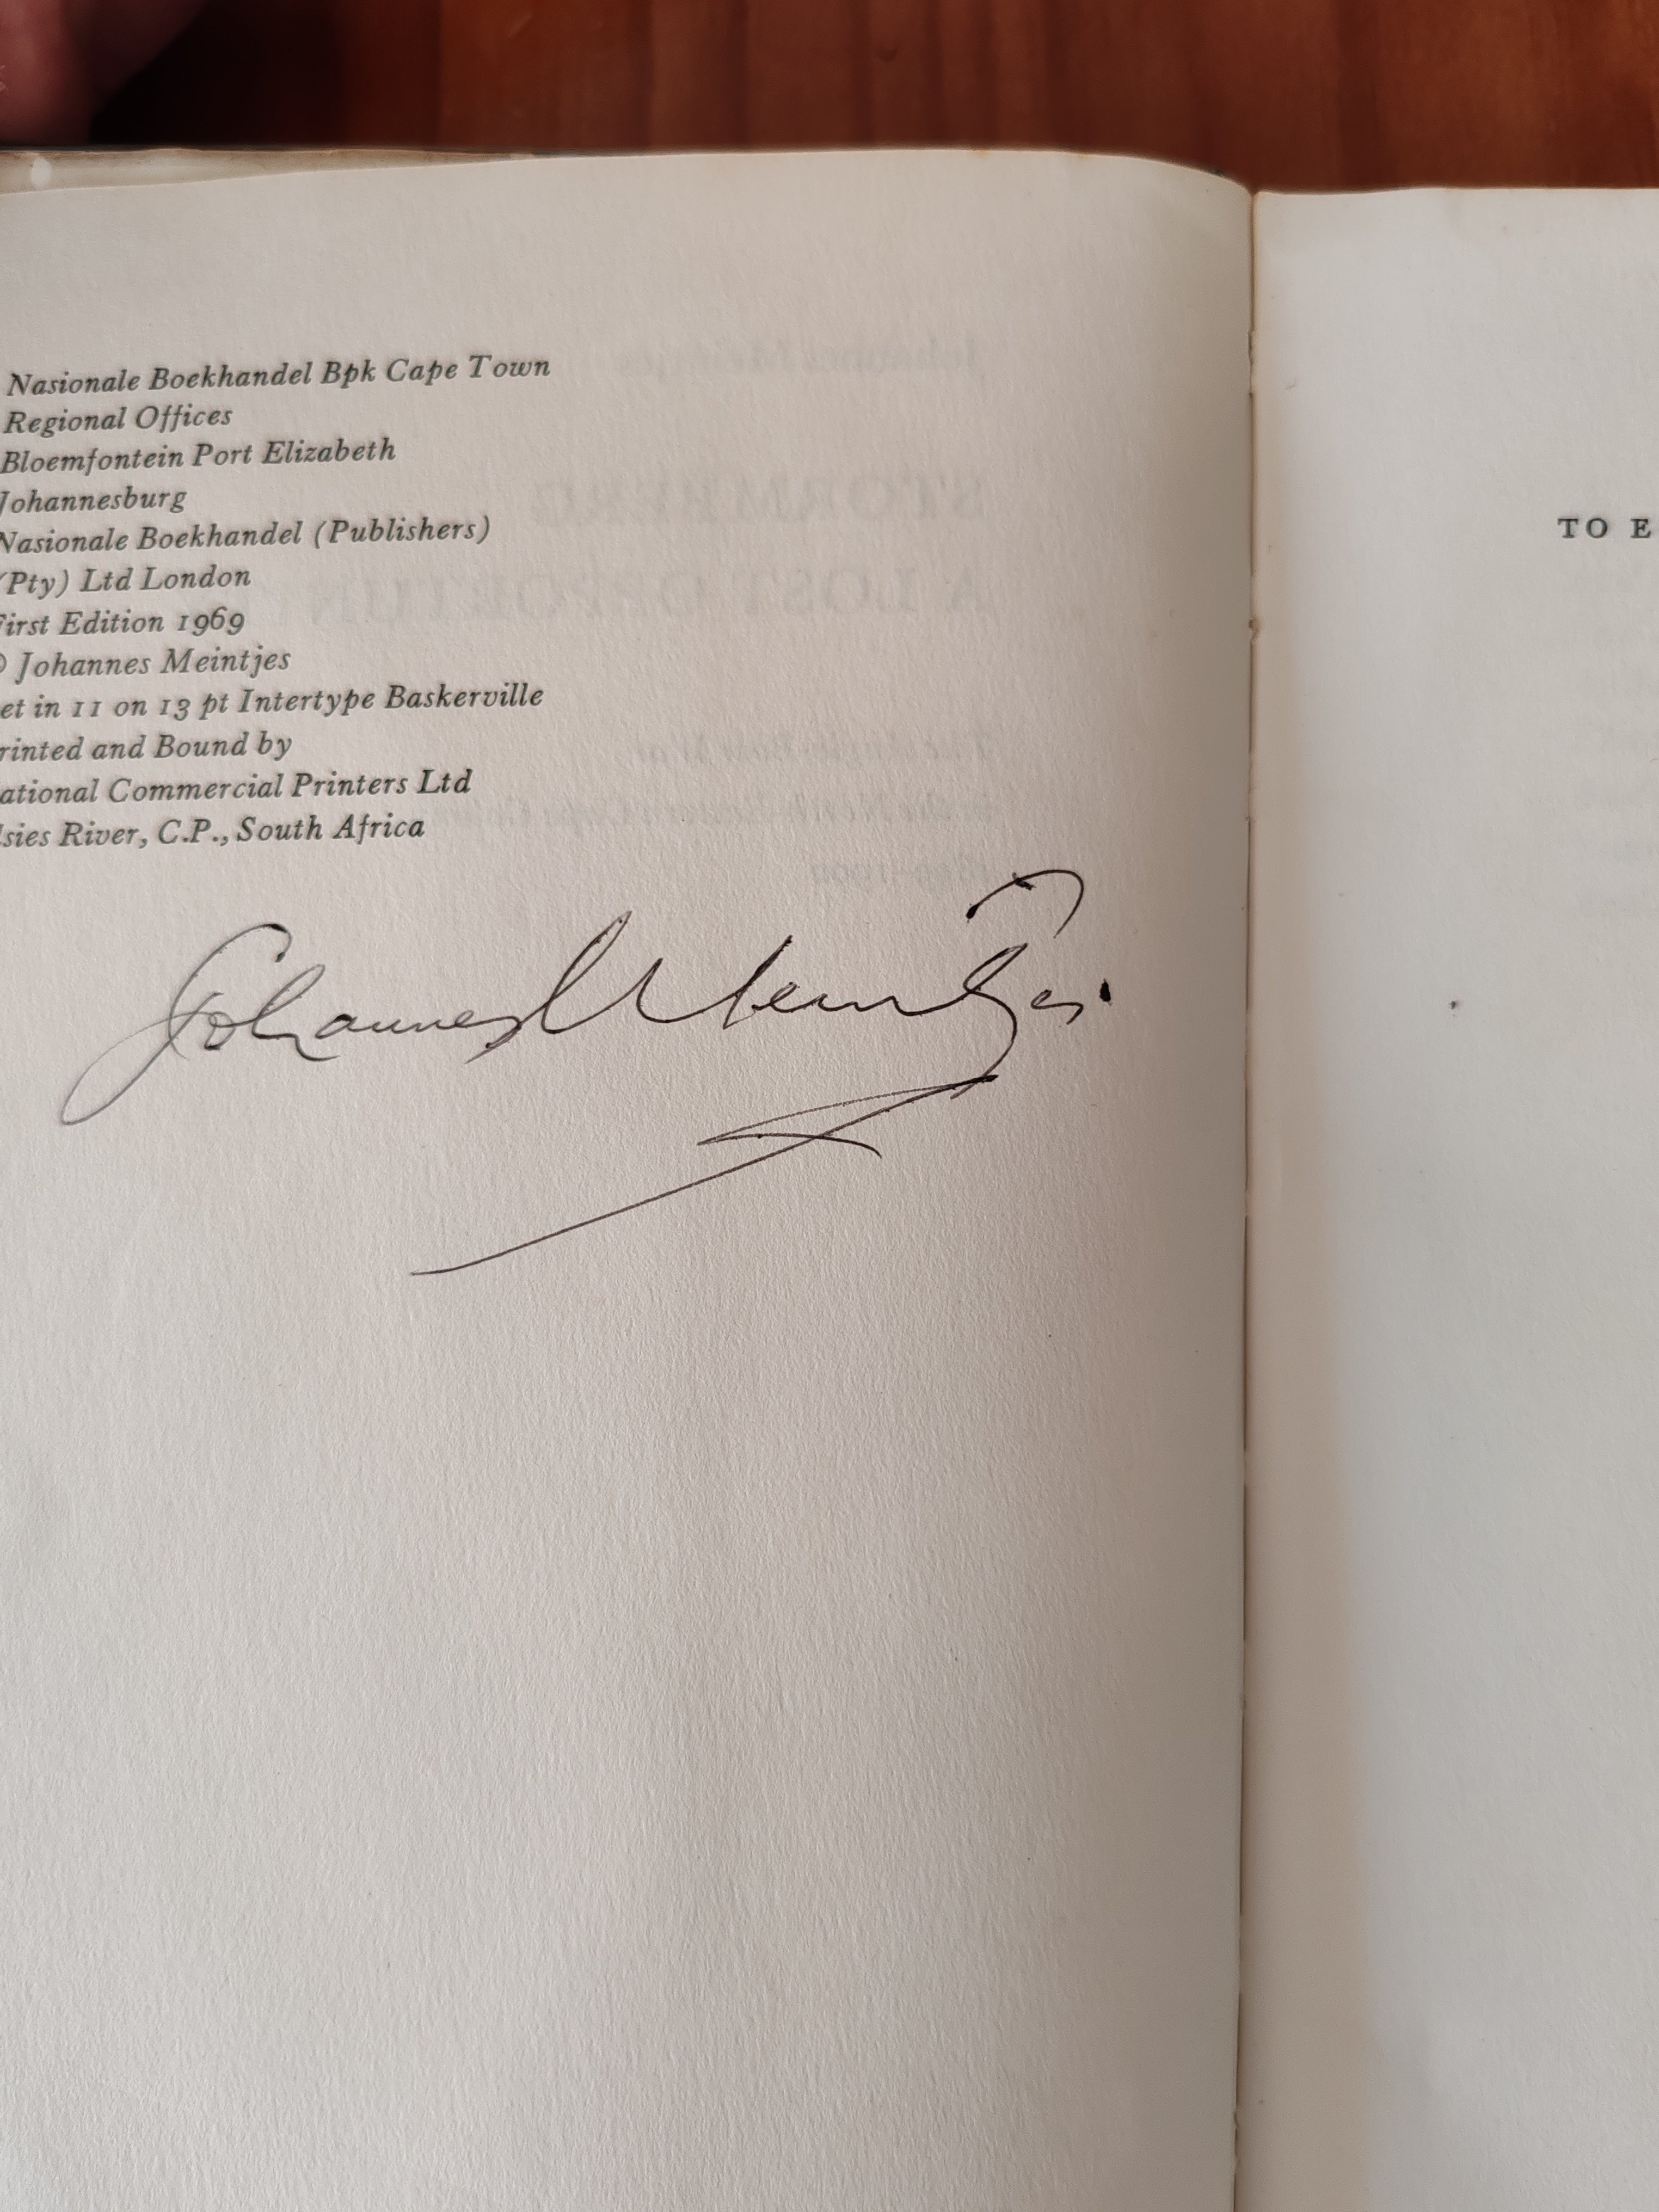 Nasionale Boekhandel Bpk Cape Town
Regional Offices
Bloemfontein Port Elizabeth
Johannesburg
Nasionale Boekhandel (Publishers)
(Pty) Ltd London
First Edition 1969
© Johannes Meintjes
et in 11 on 13 pt Intertype Baskerville
rinted and Bound by
ational Commercial Printers Ltd
lsies River, C.P., South Africa
Johannes Meintjes
TO E